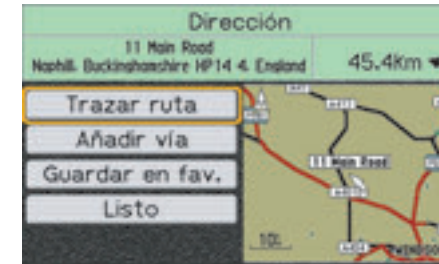 Dirección
11 Main Road
Naphill, Buckinghamshire HP14 4, England
45.4Km
Trazar ruta
Añadir vía
Guardar en fav.
Listo
11 Main Road
WINDSO